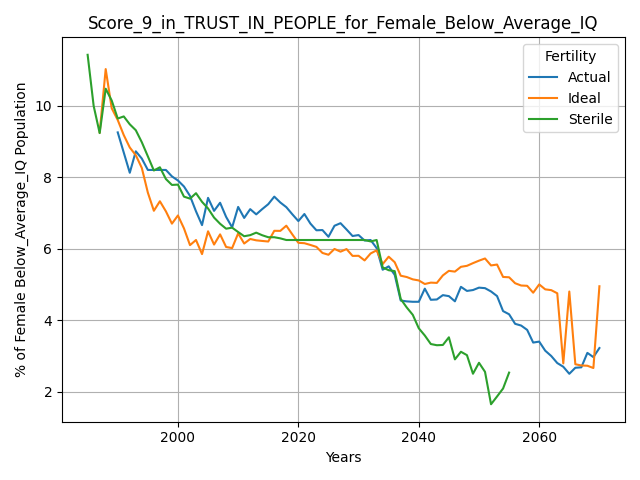 Score_9_in_TRUST_IN_PEOPLE_for_Female_Below_Average_IQ
Fertility
Actual
Ideal
Sterile
% of Female Below_Average_IQ Population
10
8
6
4
2
2000
2020
2040
2060
Years